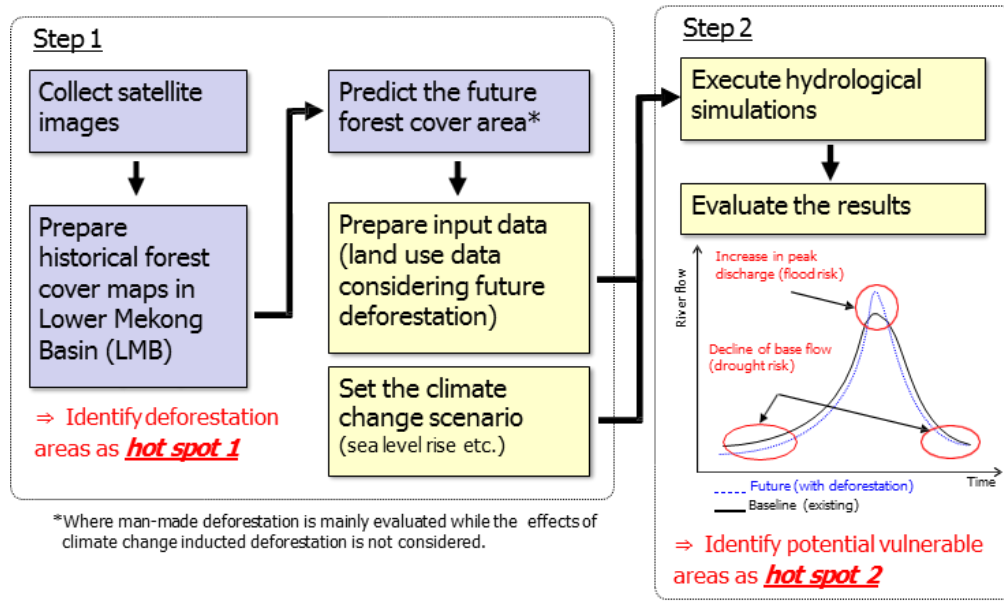 Step 1
Collect satellite
images
Prepare
historical forest
cover maps in
Lower Mekong
Basin (LMB)
⇒ Identify deforestation
areas as hot spot 1
Predict the future
forest cover area*
Prepare input data
(land use data
considering future
deforestation)
Set the climate
change scenario
(sea level rise etc.)
*Where man-made deforestation is mainly evaluated while the effects of
climate change inducted deforestation is not considered.
Step 2
Execute hydrological
simulations
Evaluate the results
River flow
Increase in peak
discharge (flood risk)
Decline of base flow
(drought risk)
Time
Future (with deforestation)
Baseline (existing)
⇒ Identify potential vulnerable
areas as hot spot 2